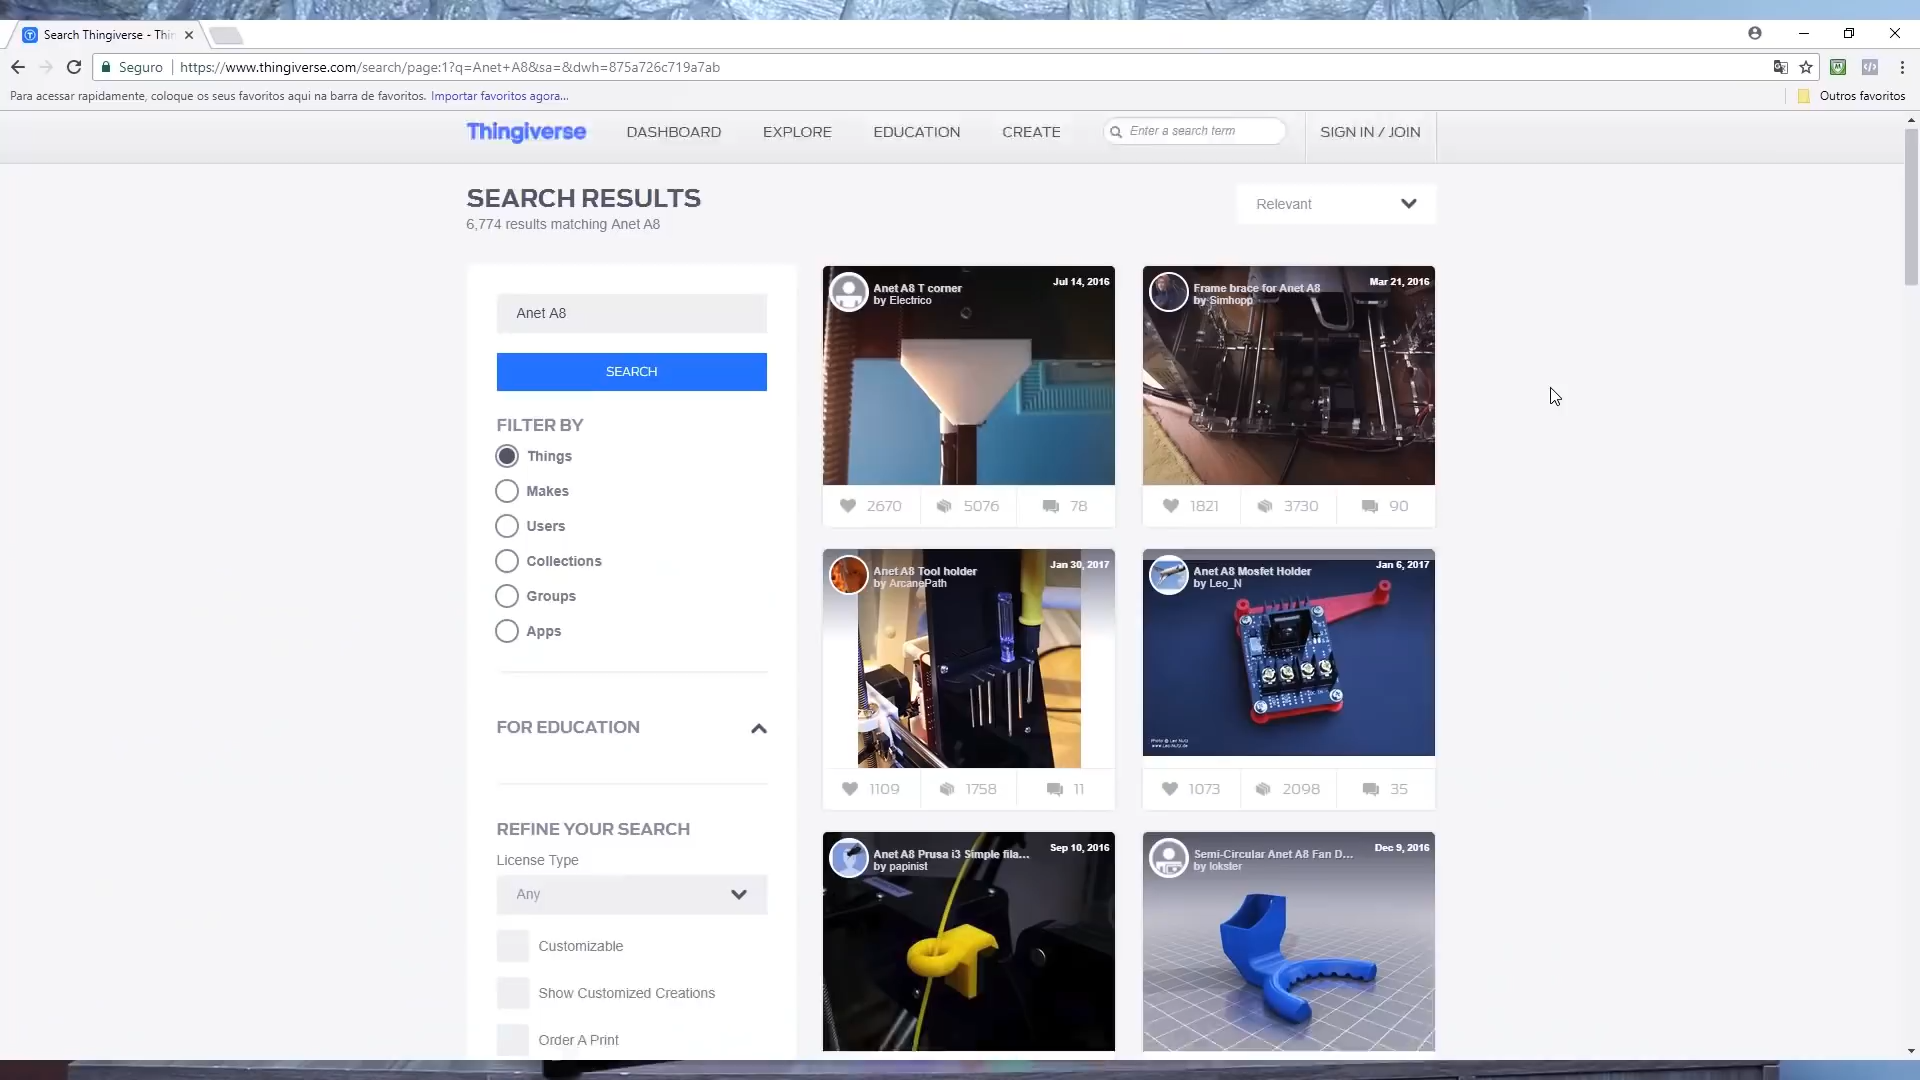 Search Thingiverse - Thin
Seguro
https://www.thingiverse.com/search/page:1?q=Anet+A8&sa=&dwh=875a726c719a7ab
Para acessar rapidamente, coloque os seus favoritos aqui na barra de favoritos. Importar favoritos agora...
Outros favoritos
Thingiverse
DASHBOARD
EXPLORE
EDUCATION
CREATE
Enter a search term
SIGN IN / JOIN
SEARCH RESULTS
6,774 results matching Anet A8
Relevant
Anet A8
SEARCH
FILTER BY
Things
Makes
Users
Collections
Groups
Apps
FOR EDUCATION
REFINE YOUR SEARCH
License Type
Any
Customizable
Show Customized Creations
Order A Print
Anet A8 T corner
by Electrico
Jul 14, 2016
2670
5076
78
Frame brace for Anet A8
by Simhopp
Mar 21, 2016
1821
3730
90
Anet A8 Tool holder
by ArcanePath
Jan 30, 2017
1109
1758
11
Anet A8 Mosfet Holder
by Leo_N
Jan 6, 2017
1073
2098
35
Anet A8 Prusa i3 Simple fila...
by papinist
Sep 10, 2016
Semi-Circular Anet A8 Fan D...
by lokster
Dec 9, 2016